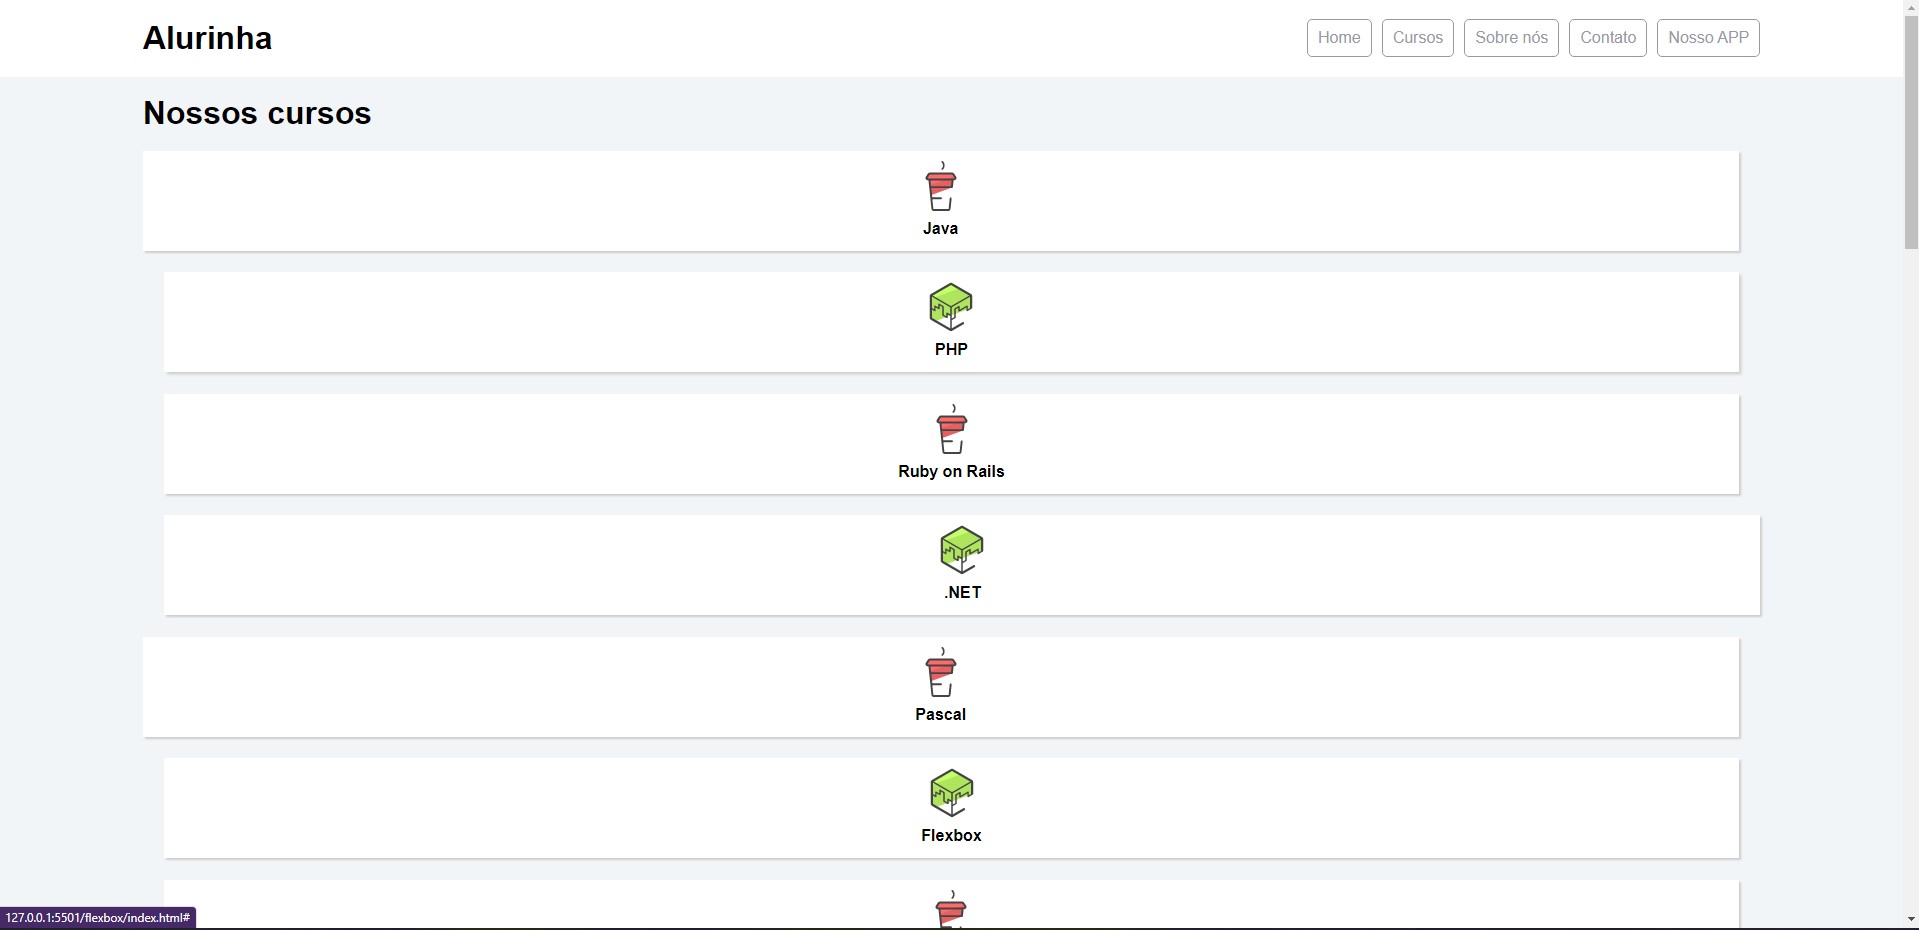 Alurinha
Home Cursos Sobre nós Contato Nosso APP
Nossos cursos
Java
PHP
Ruby on Rails
.NET
Pascal
Flexbox
127.0.0.1:5501/flexbox/index.html#